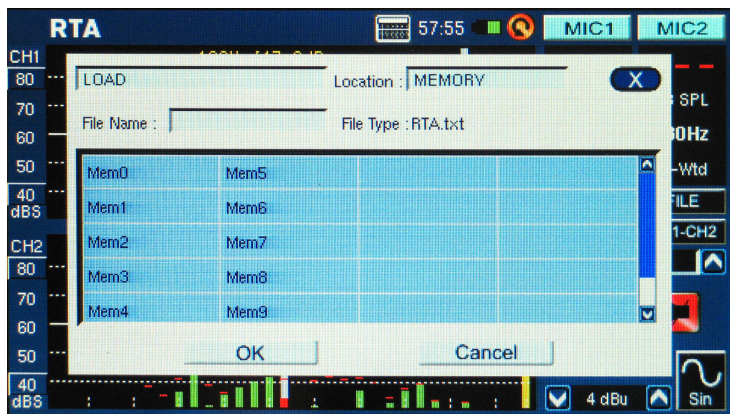 RTA 57:55 MIC1 MIC2
CH1
80
70
60
50
40
dBS
CH2
80
70
60
50
40
dBS
LOAD Location : MEMORY X
File Name : File Type : RTA.txt
Mem0 Mem5
Mem1 Mem6
Mem2 Mem7
Mem3 Mem8
Mem4 Mem9
OK Cancel
SPL
0Hz
-Wtd
FILE
1-CH2
4 dBu Sin